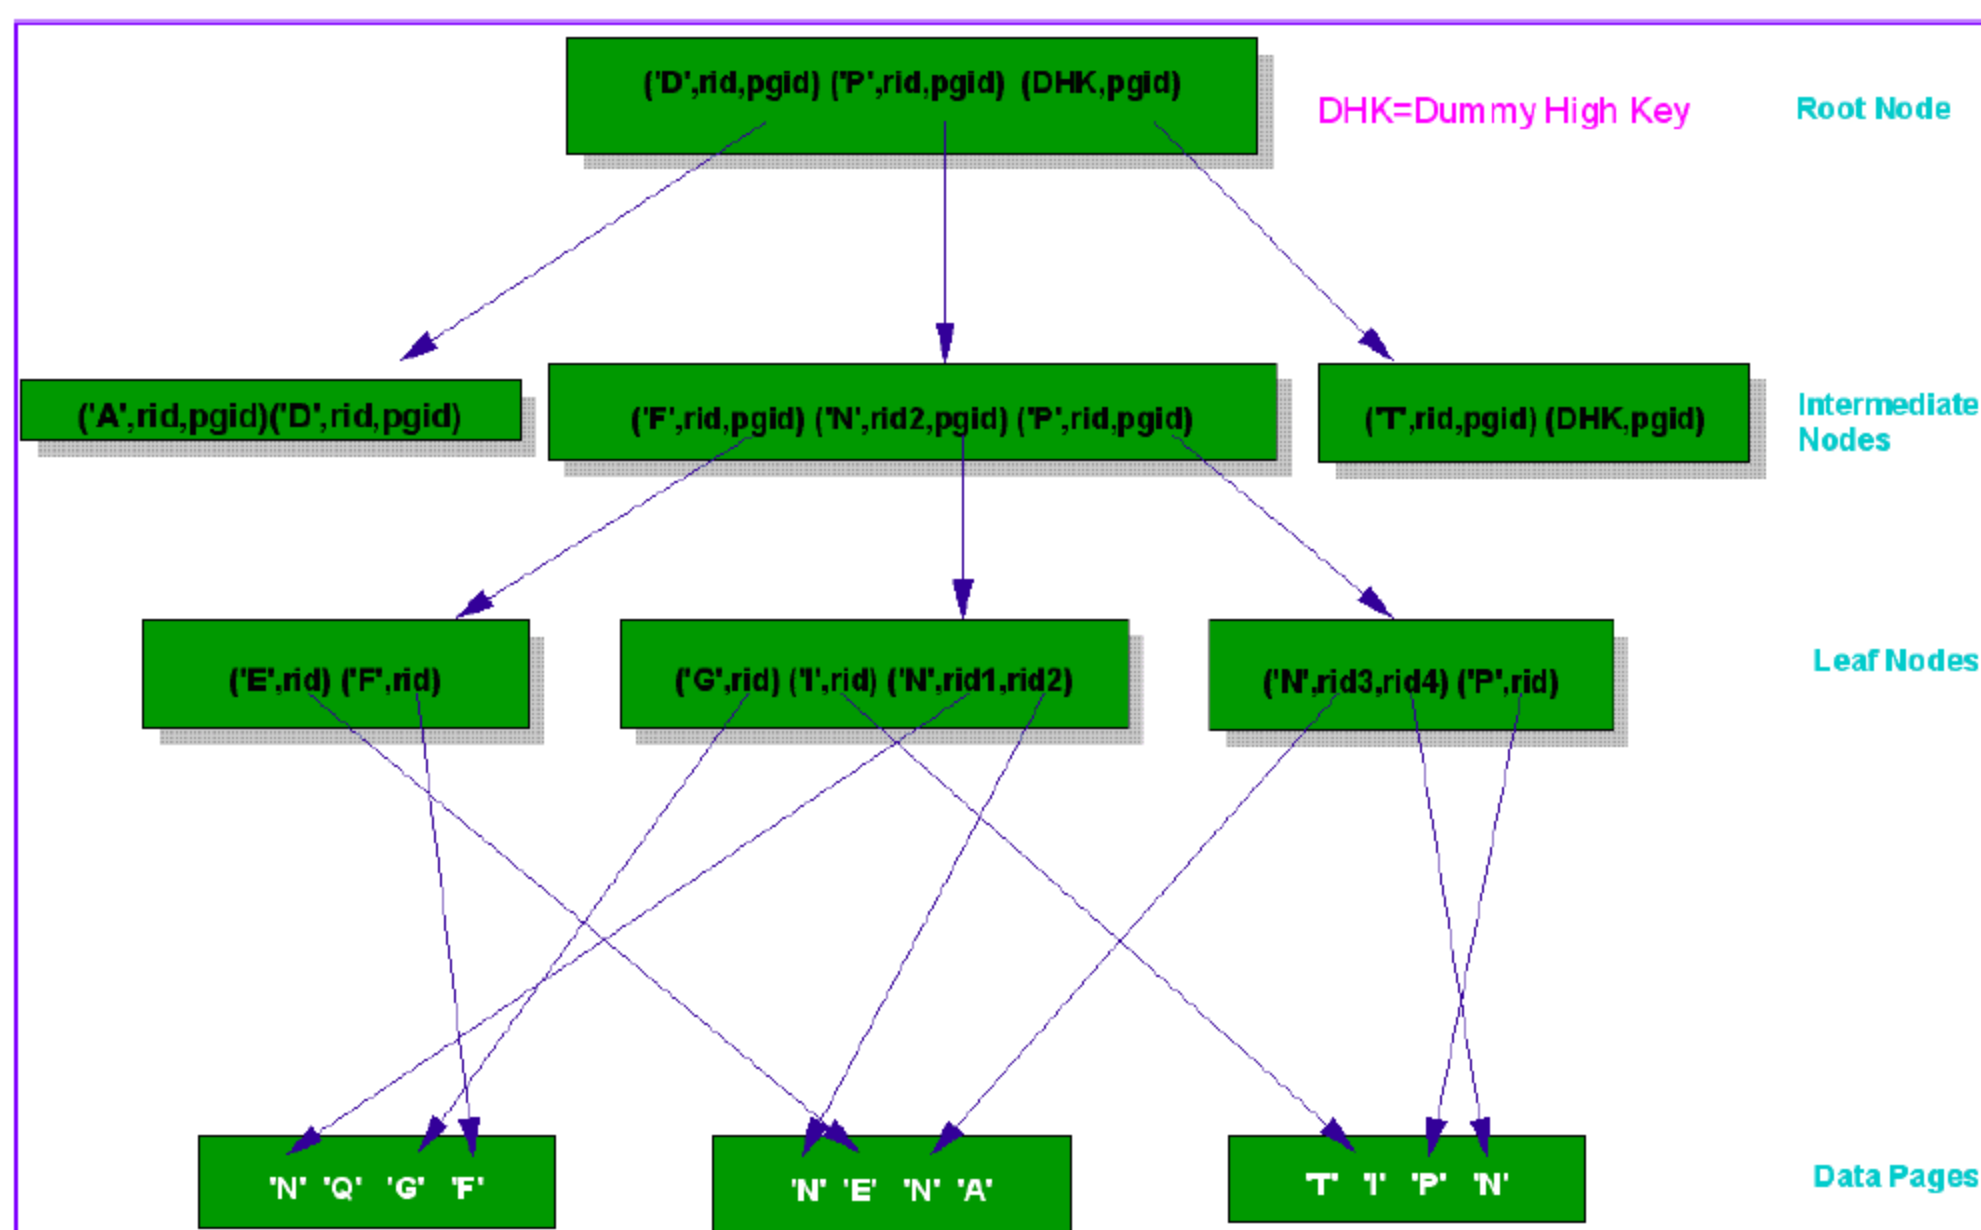 ('D',rid,pgid) ('P',rid,pgid) (DHK,pgid)
DHK=Dummy High Key
Root Node
('A',rid,pgid)('D',rid,pgid)
('F',rid,pgid) ('N',rid2,pgid) ('P',rid,pgid)
('T',rid,pgid) (DHK,pgid)
Intermediate
Nodes
('E',rid) ('F',rid)
('G',rid) ('I',rid) ('N',rid1,rid2)
('N',rid3,rid4) ('P',rid)
Leaf Nodes
'N' 'Q' 'G' 'F'
'N' 'E' 'N' 'A'
'T' 'I' 'P' 'N'
Data Pages